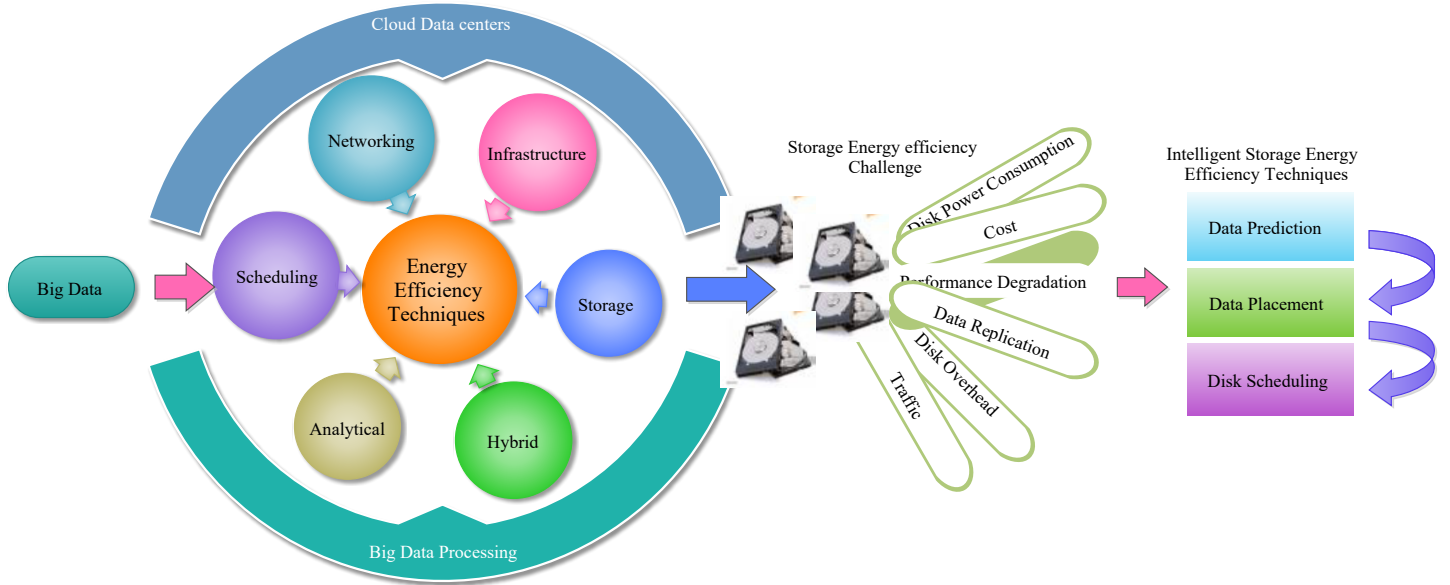 Cloud Data centers
Networking
Infrastructure
Big Data
Scheduling
Energy
Efficiency
Techniques
Storage
Analytical
Hybrid
Big Data Processing
Storage Energy efficiency
Challenge
Disk Power Consumption
Cost
Performance Degradation
Data Replication
Disk Overhead
Traffic
Intelligent Storage Energy
Efficiency Techniques
Data Prediction
Data Placement
Disk Scheduling